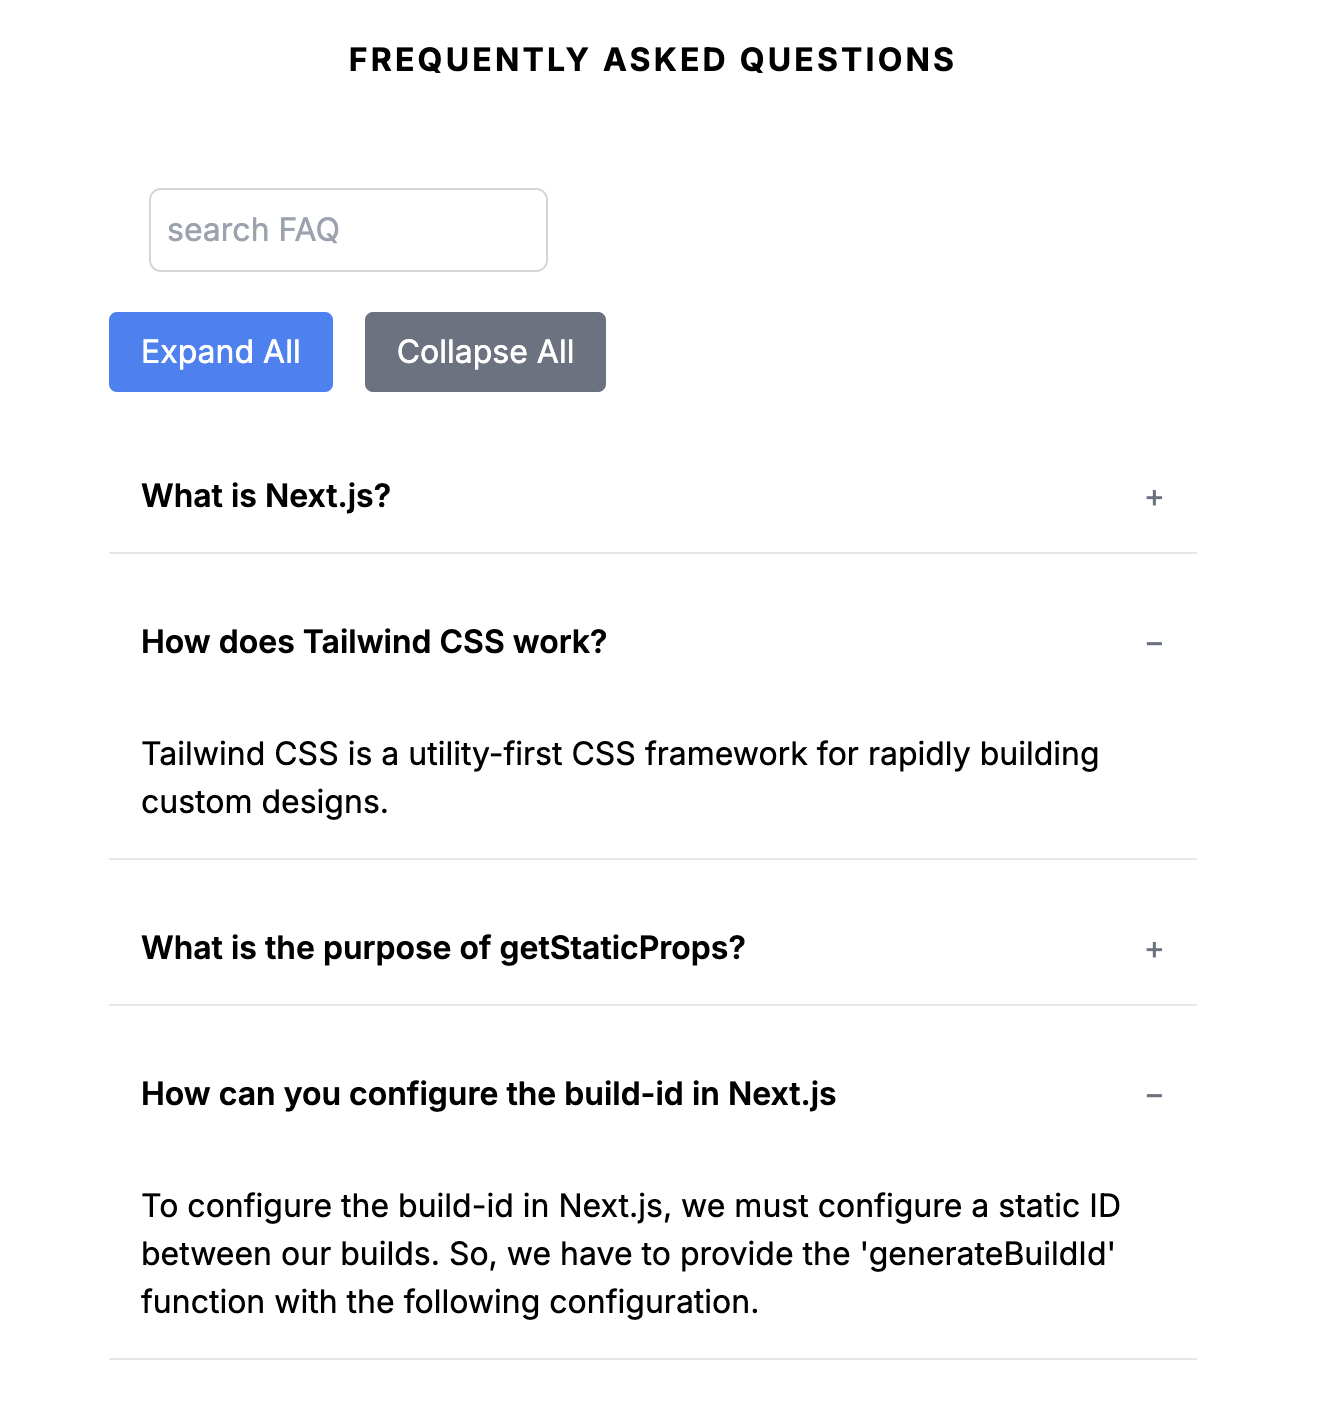 FREQUENTLY ASKED QUESTIONS
search FAQ
Expand All
Collapse All
What is Next.js?
+
How does Tailwind CSS work?
−
Tailwind CSS is a utility-first CSS framework for rapidly building
custom designs.
What is the purpose of getStaticProps?
+
How can you configure the build-id in Next.js
−
To configure the build-id in Next.js, we must configure a static ID
between our builds. So, we have to provide the 'generateBuildId'
function with the following configuration.